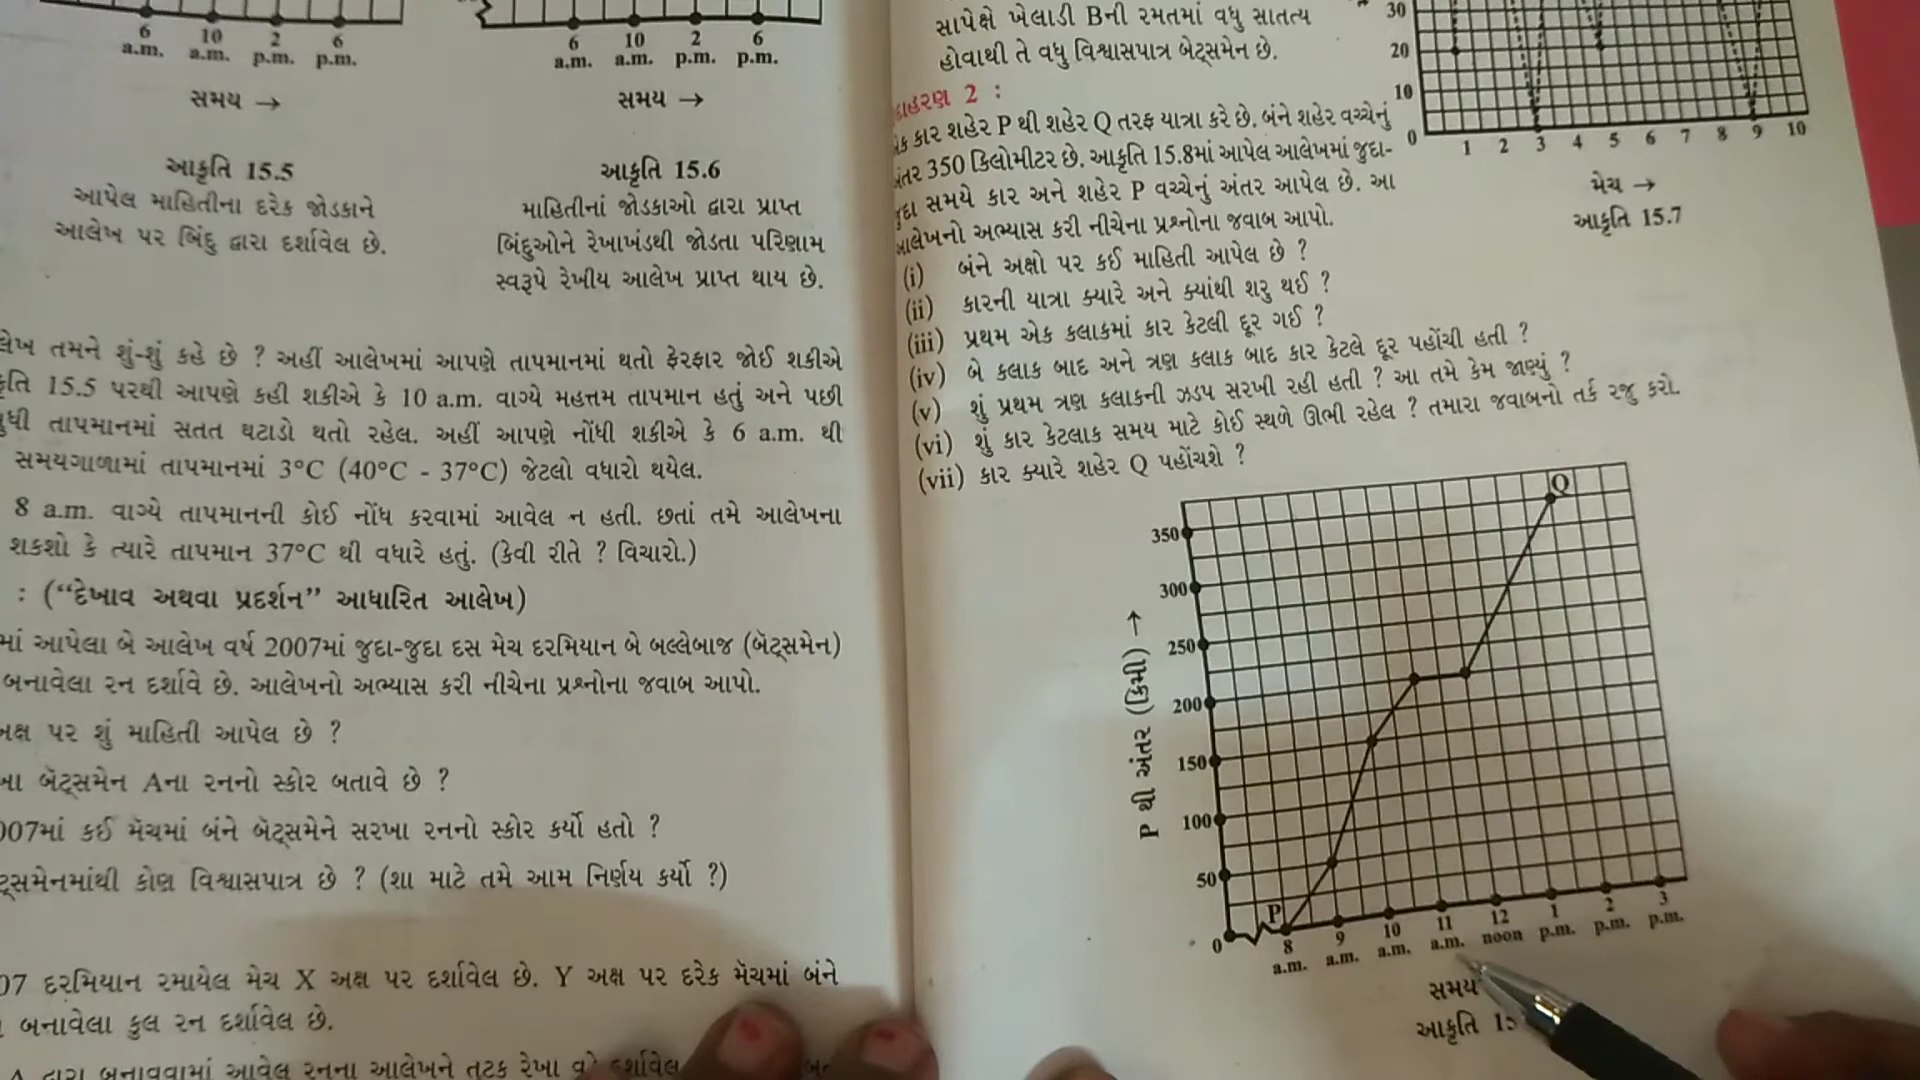 6 10 2 6
a.m. a.m. p.m. p.m.
સમય →
આકૃતિ 15.5
આપેલ માહિતીના દરેક જોડકાને
આલેખ પર બિંદુ દ્વારા દર્શાવેલ છે.
6 10 2 6
a.m. a.m. p.m. p.m.
સમય →
આકૃતિ 15.6
માહિતીનાં જોડકાઓ દ્વારા પ્રાપ્ત
બિંદુઓને રેખાખંડથી જોડતા પરિણામ
સ્વરૂપે રેખીય આલેખ પ્રાપ્ત થાય છે.
તમને શું-શું કહે છે ? અહીં આલેખમાં આપણે તાપમાનમાં થતો ફેરફાર જોઈ શકીએ
15.5 પરથી આપણે કહી શકીએ કે 10 a.m. વાગ્યે મહત્તમ તાપમાન હતું અને પછી
તાપમાનમાં સતત ઘટાડો થતો રહેલ. અહીં આપણે નોંધી શકીએ કે 6 a.m. થી
સમયગાળામાં તાપમાનમાં 3°C (40°C - 37°C) જેટલો વધારો થયેલ.
8 a.m. વાગ્યે તાપમાનની કોઈ નોંધ કરવામાં આવેલ ન હતી. છતાં તમે આલેખના
શકશો કે ત્યારે તાપમાન 37°C થી વધારે હતું. (કેવી રીતે ? વિચારો.)
: (“દેખાવ અથવા પ્રદર્શન” આધારિત આલેખ)
માં આપેલા બે આલેખ વર્ષ 2007માં જુદા-જુદા દસ મેચ દરમિયાન બે બલ્લેબાજ (બૅટ્સમેન)
બનાવેલા રન દર્શાવે છે. આલેખનો અભ્યાસ કરી નીચેના પ્રશ્નોના જવાબ આપો.
પર શું માહિતી આપેલ છે ?
બૅટ્સમેન Aના રનનો સ્કોર બતાવે છે ?
007માં કઈ મૅચમાં બંને બૅટ્સમેને સરખા રનનો સ્કોર કર્યો હતો ?
ટ્સમેનમાંથી કોણ વિશ્વાસપાત્ર છે ? (શા માટે તમે આમ નિર્ણય કર્યો ?)
07 દરમિયાન રમાયેલ મેચ X અક્ષ પર દર્શાવેલ છે. Y અક્ષ પર દરેક મૅચમાં બંને
બનાવેલા કુલ રન દર્શાવેલ છે.
દ્વારા બનાવવામાં આવેલ રનના આલેખને તટક રેખા
સાપેક્ષે ખેલાડી Bની રમતમાં વધુ સાતત્ય
હોવાથી તે વધુ વિશ્વાસપાત્ર બેટ્સમેન છે.
30
20
10
0
1 2 3 4 5 6 7 8 9 10
મેચ →
આકૃતિ 15.7
2 :
કાર શહેર P થી શહેર Q તરફ યાત્રા કરે છે. બંને શહેર વચ્ચેનું
350 કિલોમીટર છે. આકૃતિ 15.8માં આપેલ આલેખમાં જુદા-
સમયે કાર અને શહેર P વચ્ચેનું અંતર આપેલ છે. આ
અભ્યાસ કરી નીચેના પ્રશ્નોના જવાબ આપો.
(i) બંને અક્ષો પર કઈ માહિતી આપેલ છે ?
(ii) કારની યાત્રા ક્યારે અને ક્યાંથી શરુ થઈ ?
(iii) પ્રથમ એક કલાકમાં કાર કેટલી દૂર ગઈ ?
(iv) બે કલાક બાદ અને ત્રણ કલાક બાદ કાર કેટલે દૂર પહોંચી હતી ?
(v) શું પ્રથમ ત્રણ કલાકની ઝડપ સરખી રહી હતી ? આ તમે કેમ જાણ્યું ?
(vi) શું કાર કેટલાક સમય માટે કોઈ સ્થળે ઊભી રહેલ ? તમારા જવાબનો તર્ક રજુ કરો.
(vii) કાર ક્યારે શહેર Q પહોંચશે ?
Q
350
300
250
200
150
100
50
0
P થી અંતર (કિમી) →
P
8 9 10 11 12 1 2 3
a.m. a.m. a.m. a.m. noon p.m. p.m. p.m.
સમય
આકૃતિ